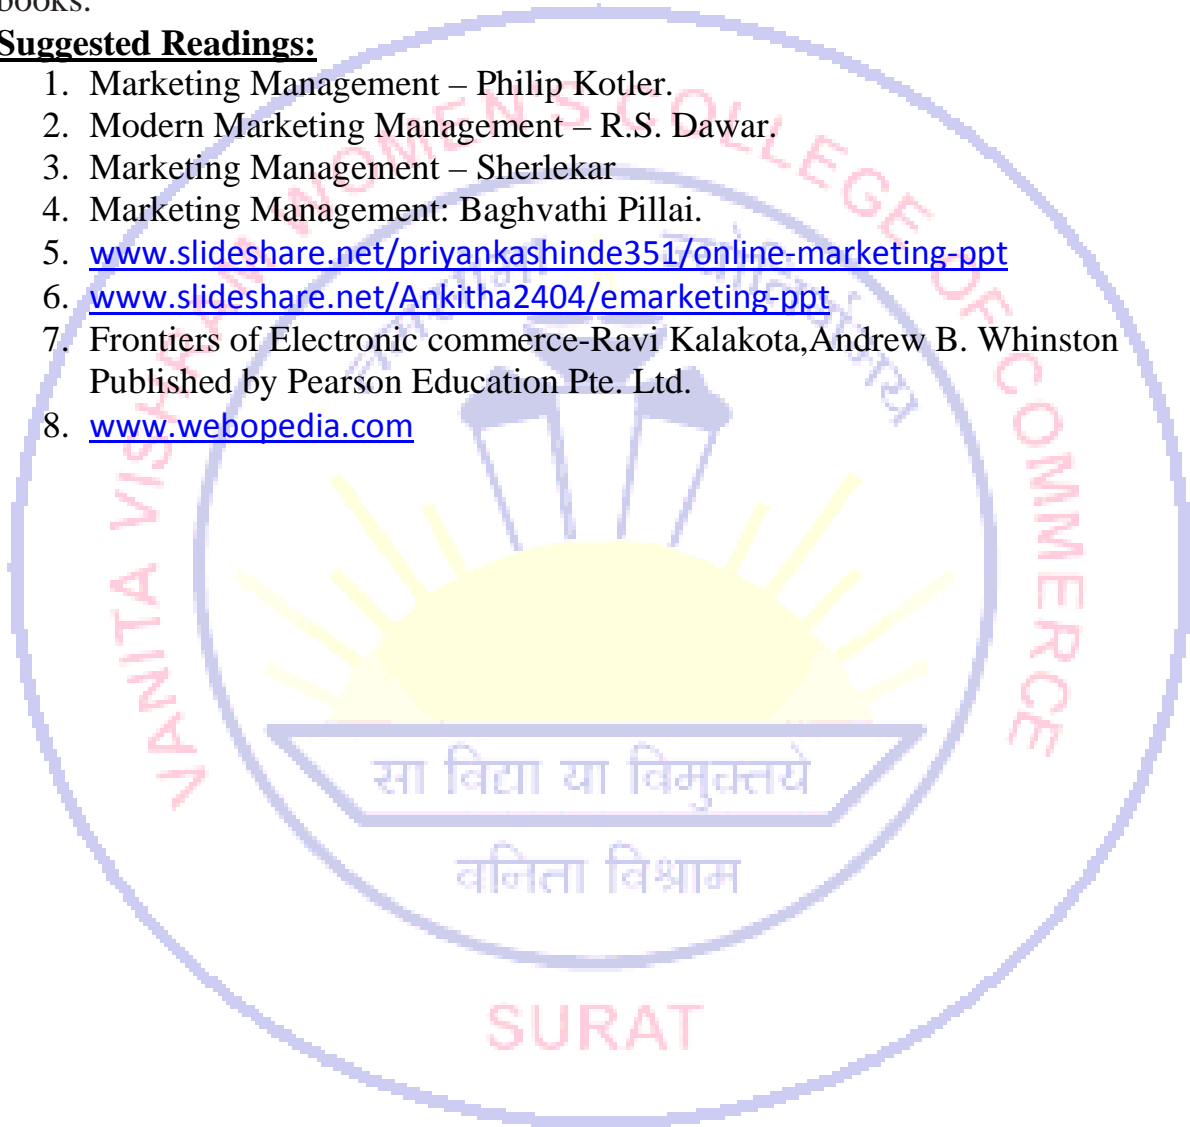 books.
Suggested Readings:
1. Marketing Management – Philip Kotler.
2. Modern Marketing Management – R.S. Dawar.
3. Marketing Management – Sherlekar
4. Marketing Management: Baghvathi Pillai.
5. www.slideshare.net/priyankashinde351/online-marketing-ppt
6. www.slideshare.net/Ankitha2404/emarketing-ppt
7. Frontiers of Electronic commerce-Ravi Kalakota,Andrew B. Whinston
Published by Pearson Education Pte. Ltd.
8. www.webopedia.com
VANITA VISHRAM WOMEN'S COLLEGE OF COMMERCE
सा विद्या या विमुक्तये
वनिता विश्राम
SURAT